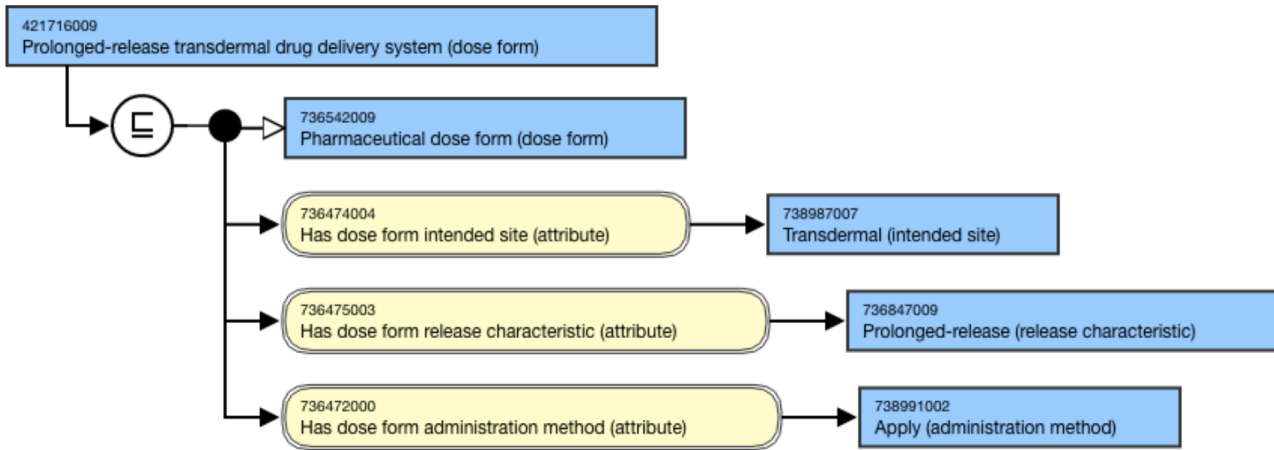 421716009
Prolonged-release transdermal drug delivery system (dose form)
⊑
736542009
Pharmaceutical dose form (dose form)
736474004
Has dose form intended site (attribute)
738987007
Transdermal (intended site)
736475003
Has dose form release characteristic (attribute)
736847009
Prolonged-release (release characteristic)
736472000
Has dose form administration method (attribute)
738991002
Apply (administration method)